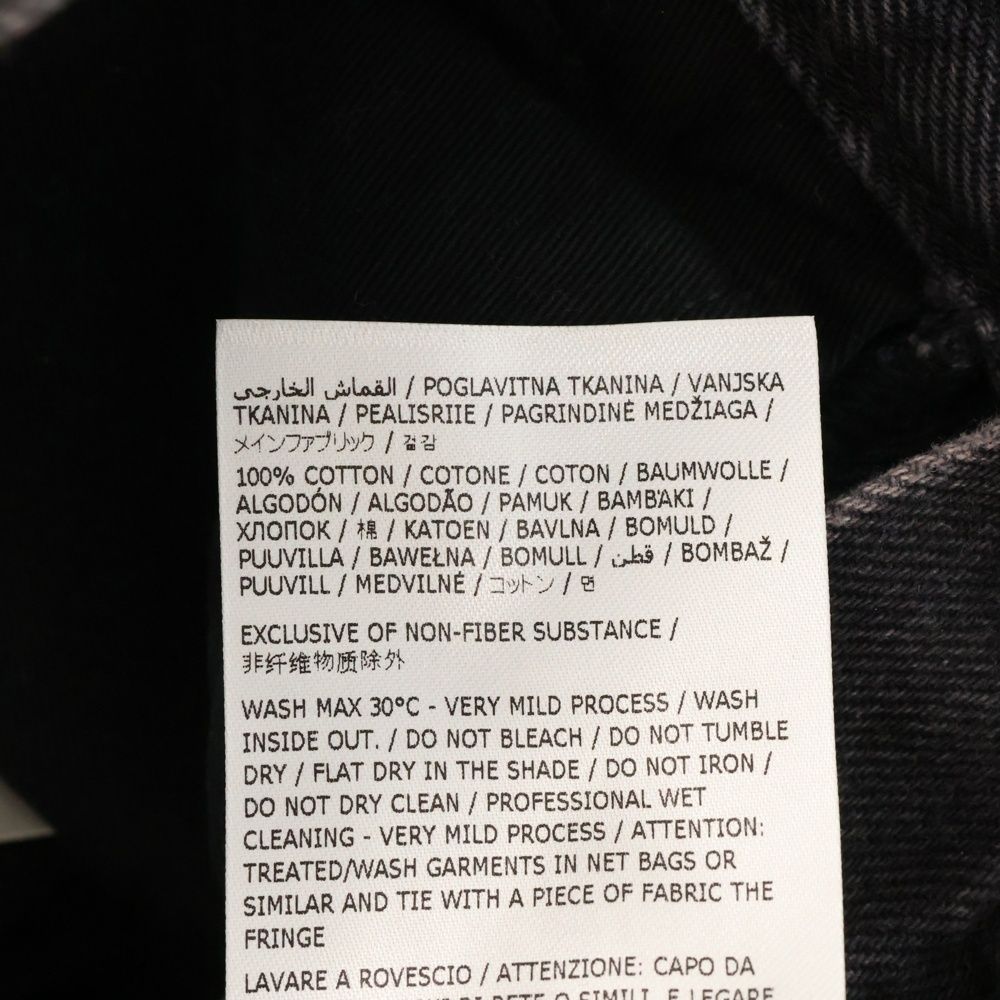 القماش الخارجي / POGLAVITNA TKANINA / VANJSKA
TKANINA / PEALISRIIE / PAGRINDINĖ MEDŽIAGA /
メインファブリック / 겉감
100% COTTON / COTONE / COTON / BAUMWOLLE /
ALGODÓN / ALGODÃO / PAMUK / BAMBAKI /
ХЛОПОК / 棉 / KATOEN / BAVLNA / BOMULD /
PUUVILLA / BAWEŁNA / BOMULL / قطن / BOMBAŽ /
PUUVILL / MEDVILNĖ / コットン / 면
EXCLUSIVE OF NON-FIBER SUBSTANCE /
非纤维物质除外
WASH MAX 30°C - VERY MILD PROCESS / WASH
INSIDE OUT. / DO NOT BLEACH / DO NOT TUMBLE
DRY / FLAT DRY IN THE SHADE / DO NOT IRON /
DO NOT DRY CLEAN / PROFESSIONAL WET
CLEANING - VERY MILD PROCESS / ATTENTION:
TREATED/WASH GARMENTS IN NET BAGS OR
SIMILAR AND TIE WITH A PIECE OF FABRIC THE
FRINGE
LAVARE A ROVESCIO / ATTENZIONE: CAPO DA
DI RETE O SIMILI, E LEGARE